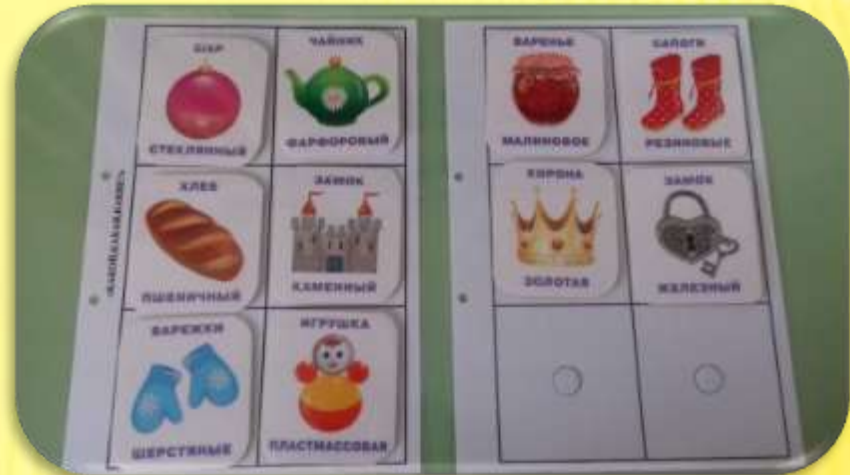 ШАР
СТЕКЛЯННЫЙ
ЧАЙНИК
ФАРФОРОВЫЙ
ХЛЕБ
ПШЕНИЧНЫЙ
ЗАМОК
КАМЕННЫЙ
ВАРЕЖКИ
ШЕРСТЯНЫЕ
ИГРУШКА
ПЛАСТМАССОВАЯ
ВАРЕНЬЕ
МАЛИНОВОЕ
САПОГИ
РЕЗИНОВЫЕ
КОРОНА
ЗОЛОТАЯ
ЗАМОК
ЖЕЛЕЗНЫЙ